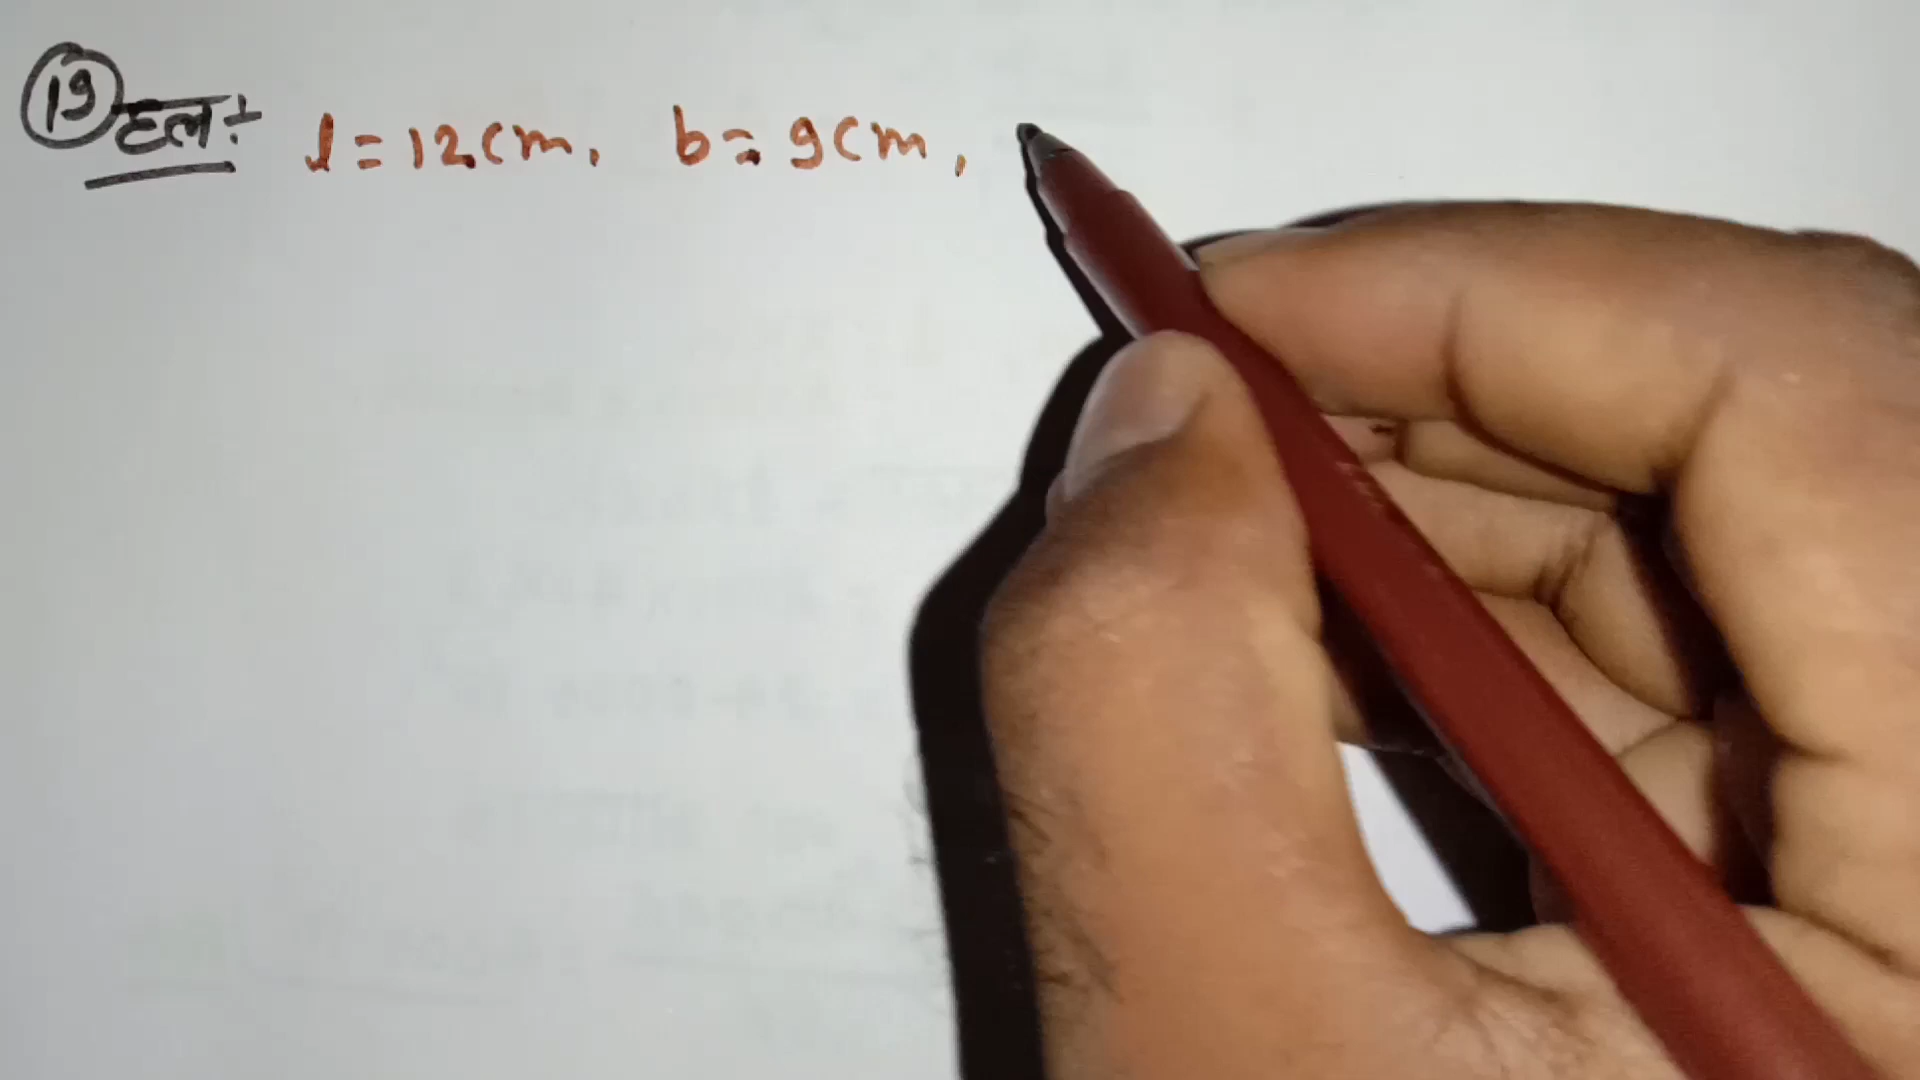 19 हल÷ l = 12cm, b = 9cm,